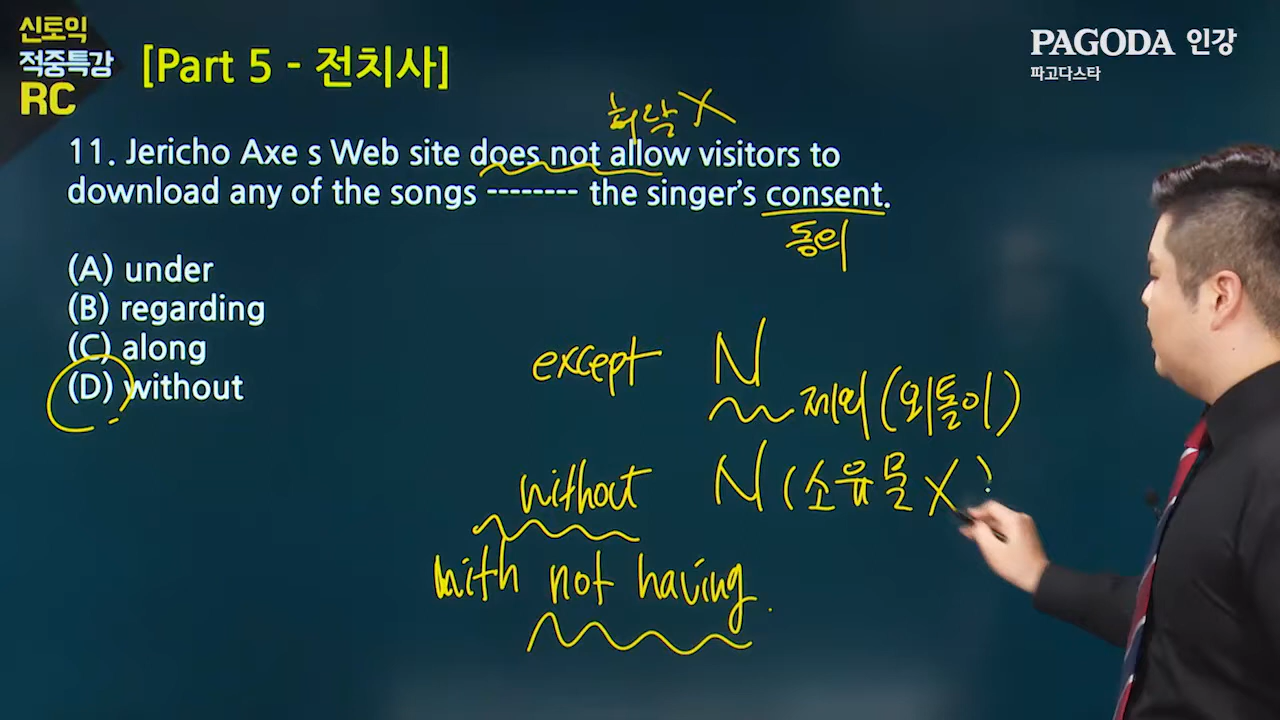 신토익
적중특강
RC
[Part 5 - 전치사]
PAGODA 인강
파고다스타
허락 X
11. Jericho Axe s Web site does not allow visitors to
download any of the songs -------- the singer's consent.
동의
(A) under
(B) regarding
(C) along
(D) without
except N
제외 (외톨이)
without N (소유물 X )
with not having.